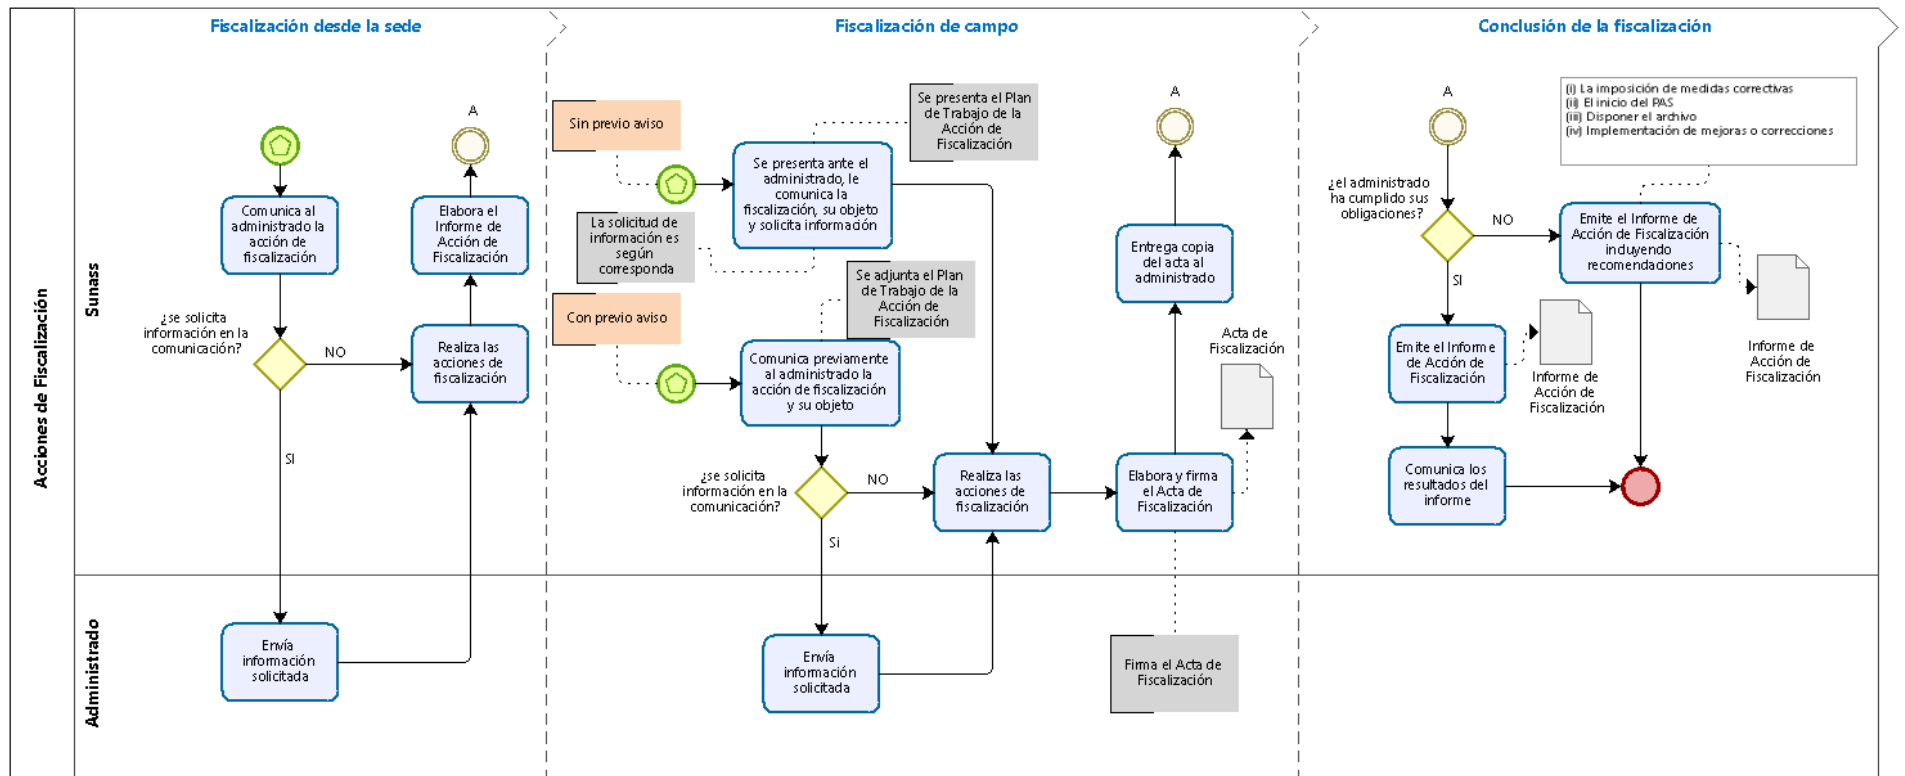 Fiscalización desde la sede
Fiscalización de campo
Conclusión de la fiscalización
Acciones de Fiscalización
Sunass
Administrado
Comunica al
administrado la
acción de
fiscalización
¿se solicita
información en la
comunicación?
NO
SI
A
Elabora el
Informe de
Acción de
Fiscalización
Realiza las
acciones de
fiscalización
Envía
información
solicitada
Sin previo aviso
Se presenta ante el
administrado, le
comunica la
fiscalización, su objeto
y solicita información
Se presenta el Plan
de Trabajo de la
Acción de
Fiscalización
La solicitud de
información es
según
corresponda
Con previo aviso
Se adjunta el Plan
de Trabajo de la
Acción de
Fiscalización
Comunica previamente
al administrado la
acción de fiscalización
y su objeto
¿se solicita
información en la
comunicación?
NO
Si
Envía
información
solicitada
Realiza las
acciones de
fiscalización
Elabora y firma
el Acta de
Fiscalización
Acta de
Fiscalización
Firma el Acta de
Fiscalización
Entrega copia
del acta al
administrado
A
A
¿el administrado
ha cumplido sus
obligaciones?
NO
SI
(i) La imposición de medidas correctivas
(ii) El inicio del PAS
(iii) Disponer el archivo
(iv) Implementación de mejoras o correcciones
Emite el Informe de
Acción de Fiscalización
incluyendo
recomendaciones
Informe de
Acción de
Fiscalización
Emite el Informe
de Acción de
Fiscalización
Informe de
Acción de
Fiscalización
Comunica los
resultados del
informe